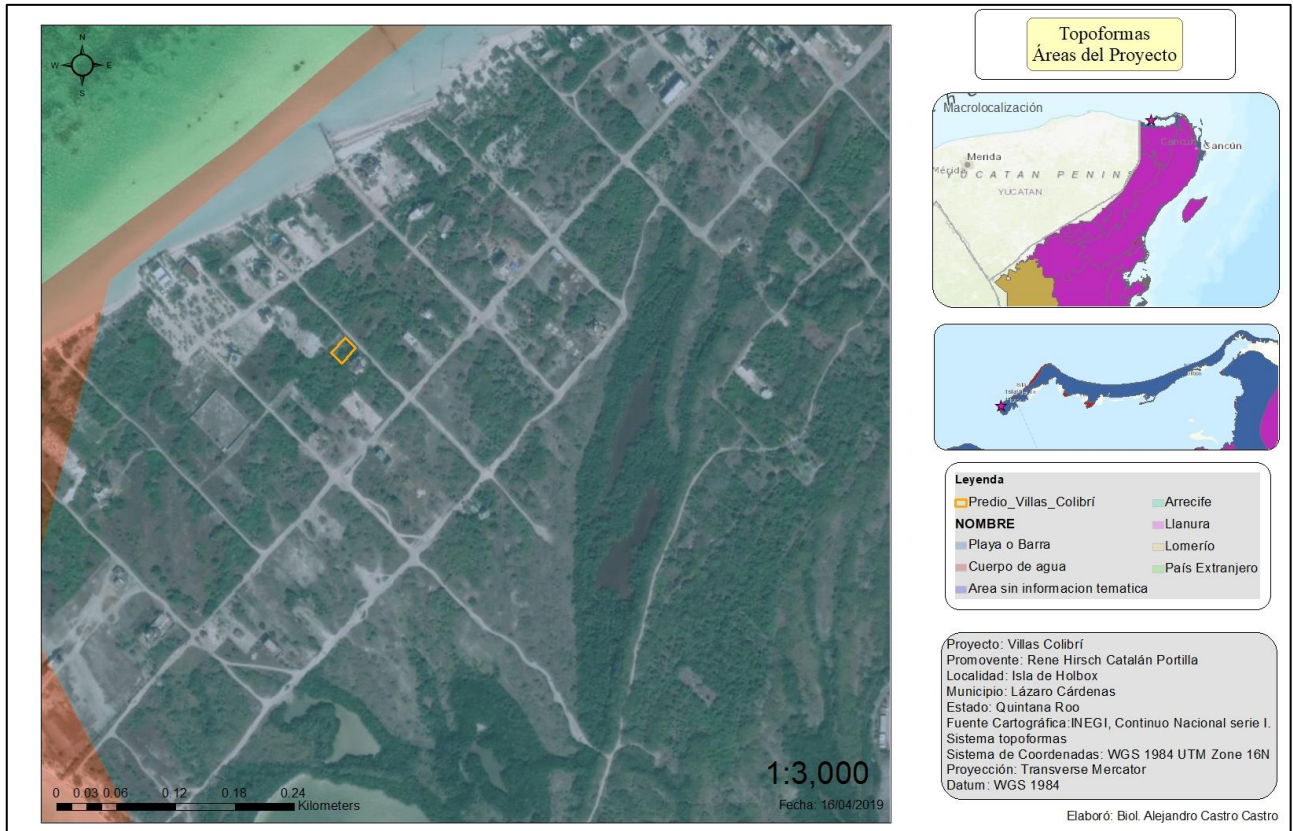 Topoformas
Áreas del Proyecto
N
W
E
S
Macrolocalización
Merida
Mérida
Cancún
Cancún
YUCATAN PENINS
YUCATAN
Leyenda
Predio_Villas_Colibrí
NOMBRE
Playa o Barra
Cuerpo de agua
Area sin informacion tematica
Arrecife
Llanura
Lomerío
País Extranjero
1:3,000
Fecha: 16/04/2019
0 0.03 0.06 0.12 0.18 0.24
Kilometers
Proyecto: Villas Colibrí
Promovente: Rene Hirsch Catalán Portilla
Localidad: Isla de Holbox
Municipio: Lázaro Cárdenas
Estado: Quintana Roo
Fuente Cartográfica:INEGI, Continuo Nacional serie I.
Sistema topoformas
Sistema de Coordenadas: WGS 1984 UTM Zone 16N
Proyección: Transverse Mercator
Datum: WGS 1984
Elaboró: Biol. Alejandro Castro Castro